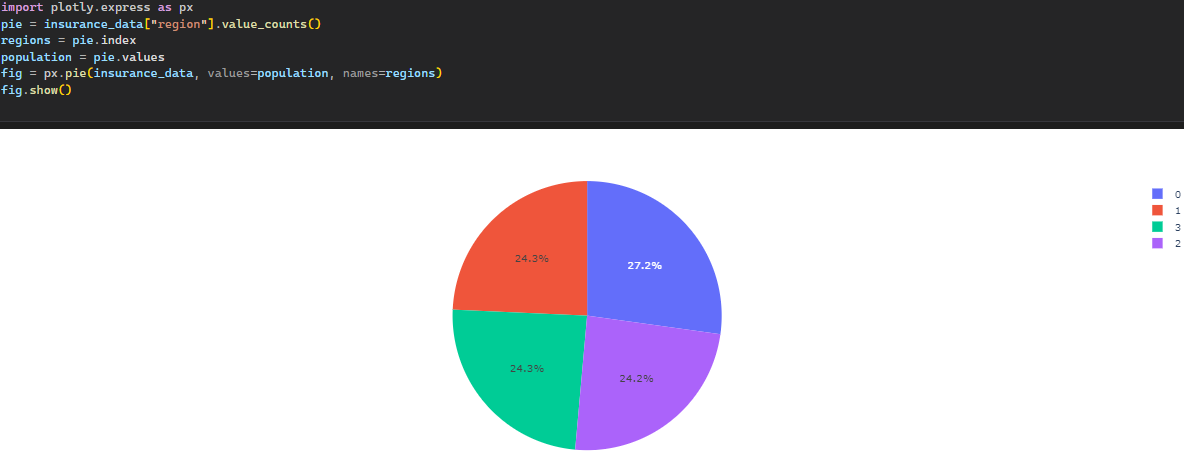 import plotly.express as px
pie = insurance_data["region"].value_counts()
regions = pie.index
population = pie.values
fig = px.pie(insurance_data, values=population, names=regions)
fig.show()
0
1
3
2
24.3%
27.2%
24.3%
24.2%